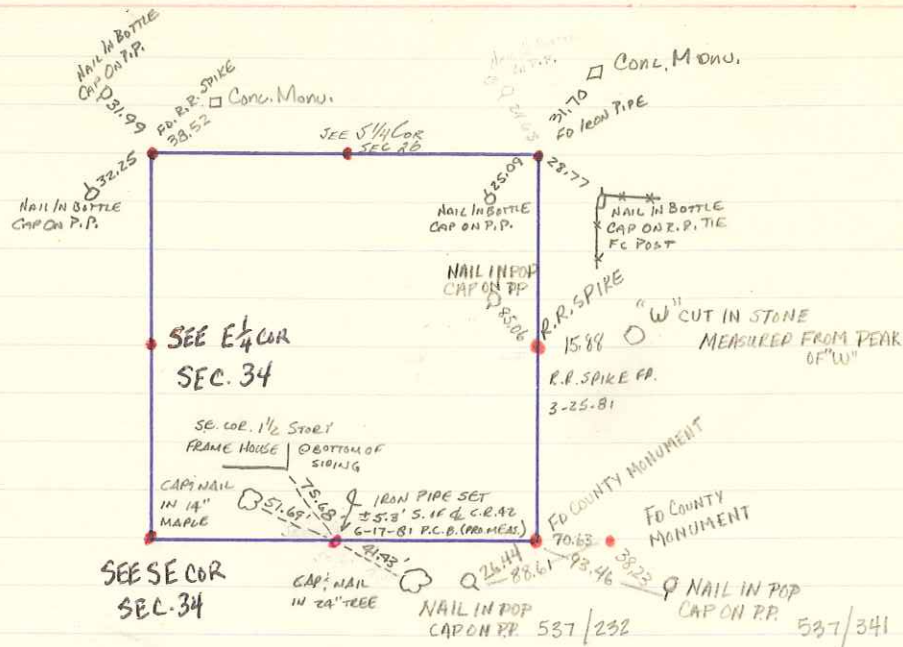 NAIL IN BOTTLE
CAP ON P.P.
31.99
FD. R.R. SPIKE
38.52
Conc. Monu.
32.25
NAIL IN BOTTLE
CAP ON P.P.
SEE S 1/4 COR
SEC 26
ON P.P.
Conc. Monu.
31.70
FD IRON PIPE
25.09
NAIL IN BOTTLE
CAP ON P.P.
28.77
NAIL IN BOTTLE
CAP ON R.R. TIE
FC POST
NAIL IN POP
CAP ON PP
85.06
R.R. SPIKE
15.88
"W" CUT IN STONE
MEASURED FROM PEAK
OF "W"
R.R. SPIKE FD.
3-25-81
SEE E 1/4 COR
SEC. 34
SE. COR. 1 1/2 STORY
FRAME HOUSE
@ BOTTOM OF
SIDING
75.68
CAP & NAIL
IN 14"
MAPLE
51.69'
IRON PIPE SET
± 5.3' S. OF ℄ C.R. 42
6-17-81 P.C.B. (PRO MEAS.)
41.43'
CAP & NAIL
IN 24" TREE
SEE SE COR
SEC. 34
FD COUNTY MONUMENT
70.63
FD COUNTY
MONUMENT
26.44
88.61
93.46
38.23
NAIL IN POP
CAP ON P.P.
537/232
NAIL IN POP
CAP ON P.P.
537/341